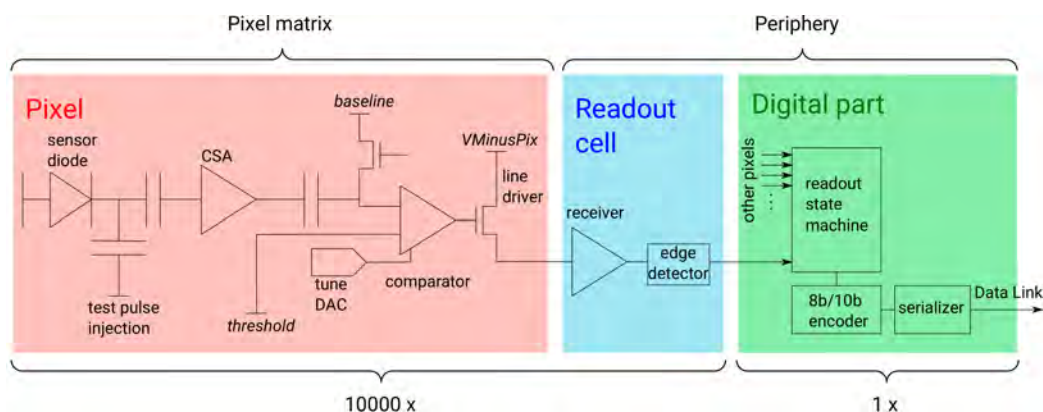 Pixel matrix
Periphery
Pixel
sensor
diode
CSA
baseline
VMinusPix
line
driver
test pulse
injection
threshold
tune
DAC
comparator
Readout
cell
receiver
edge
detector
Digital part
other pixels
...
readout
state
machine
8b/10b
encoder
serializer
Data Link
10000 x
1 x